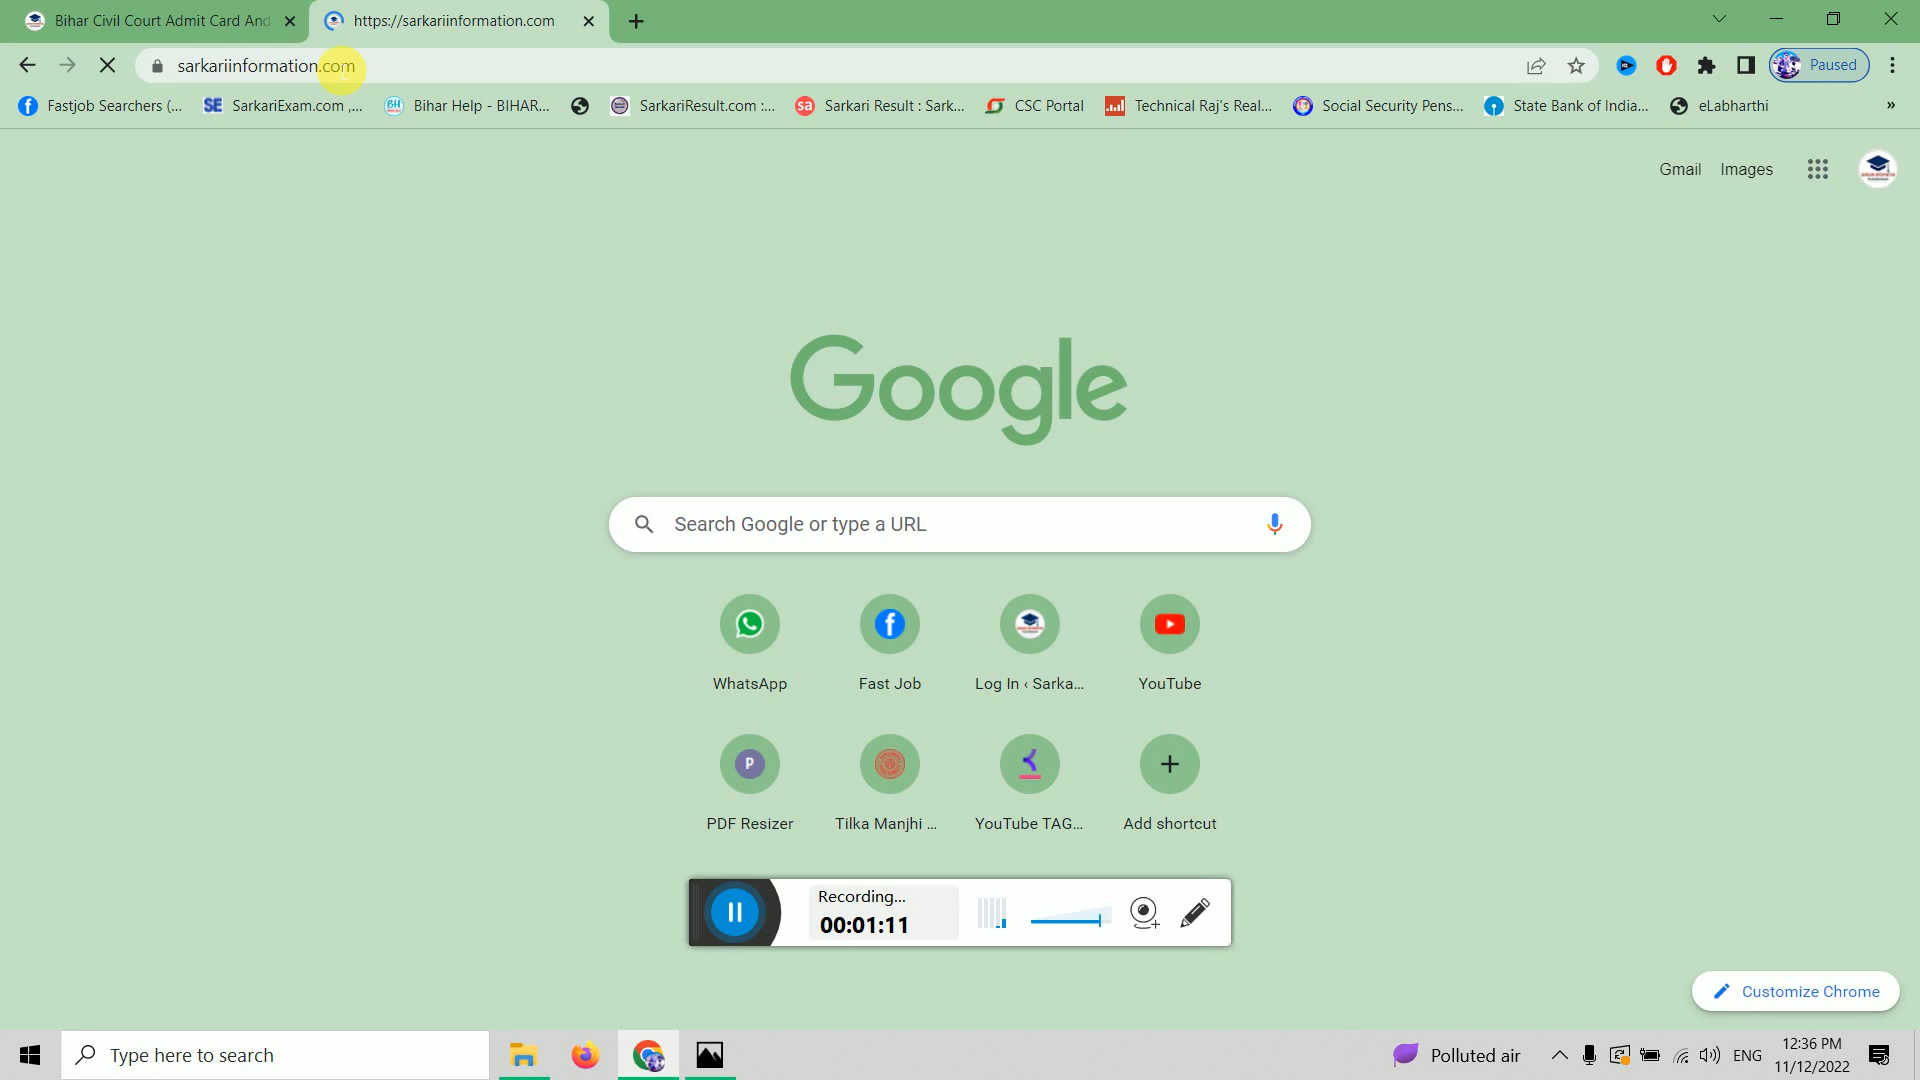 Bihar Civil Court Admit Card And
https://sarkariinformation.com
sarkariinformation.com
Paused
Fastjob Searchers (...
SE SarkariExam.com ,...
BH Bihar Help - BIHAR...
SarkariResult.com :...
sa Sarkari Result : Sark...
CSC Portal
Technical Raj's Real...
Social Security Pens...
State Bank of India...
eLabharthi
»
Gmail Images
Google
Search Google or type a URL
WhatsApp
Fast Job
Log In ‹ Sarka...
YouTube
P
PDF Resizer
Tilka Manjhi ...
YouTube TAG...
Add shortcut
Recording...
00:01:11
Customize Chrome
Type here to search
Polluted air
ENG
12:36 PM
11/12/2022